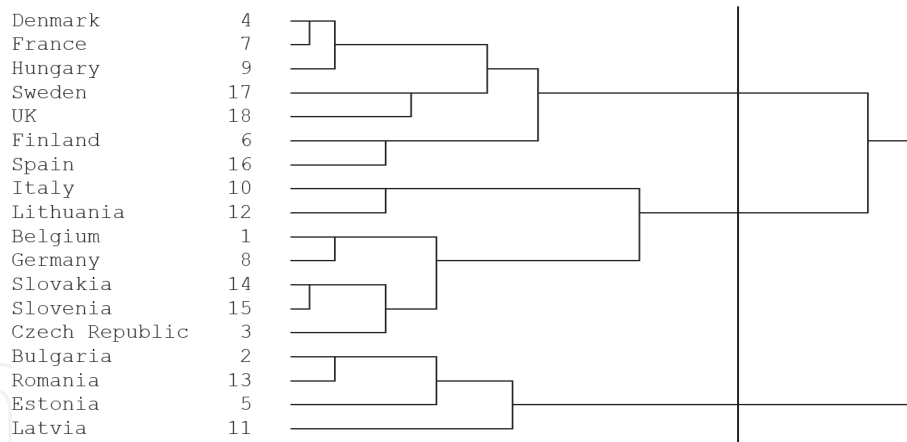 Denmark 4
France 7
Hungary 9
Sweden 17
UK 18
Finland 6
Spain 16
Italy 10
Lithuania 12
Belgium 1
Germany 8
Slovakia 14
Slovenia 15
Czech Republic 3
Bulgaria 2
Romania 13
Estonia 5
Latvia 11